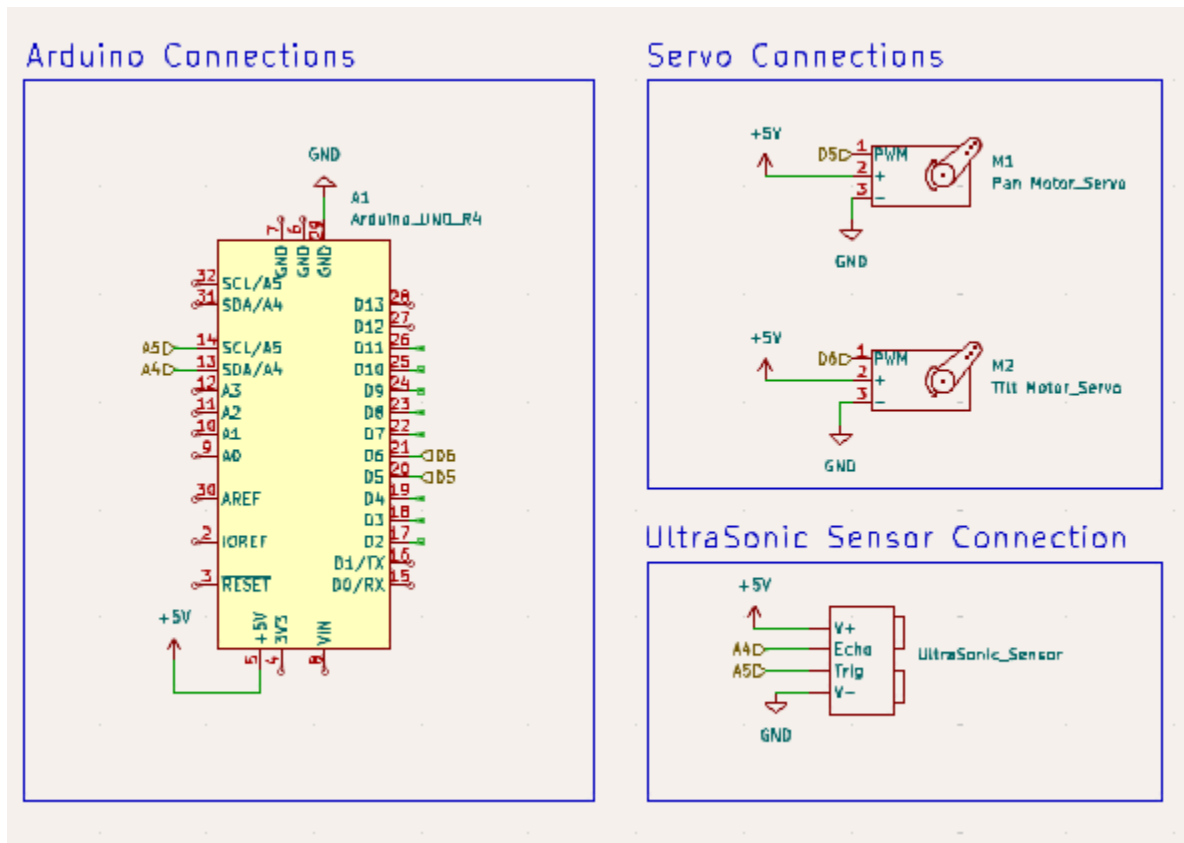 Arduino Connections
GND
A1
Arduino_UNO_R4
7
6
29
GND
GND
GND
32 SCL/A5
31 SDA/A4
A5 14 SCL/A5
A4 13 SDA/A4
12 A3
11 A2
10 A1
9 A0
30 AREF
2 IOREF
3 RESET
D13 28
D12 27
D11 26
D10 25
D9 24
D8 23
D7 22
D6 21 D6
D5 20 D5
D4 19
D3 18
D2 17
D1/TX 16
D0/RX 15
+5V
+5V
3V3
VIN
5
4
8
Servo Connections
+5V
D5 1 PWM
2 +
3 -
M1
Pan Motor_Servo
GND
+5V
D6 1 PWM
2 +
3 -
M2
Tilt Motor_Servo
GND
UltraSonic Sensor Connection
+5V
V+
A4 Echo
A5 Trig
V-
UltraSonic_Sensor
GND